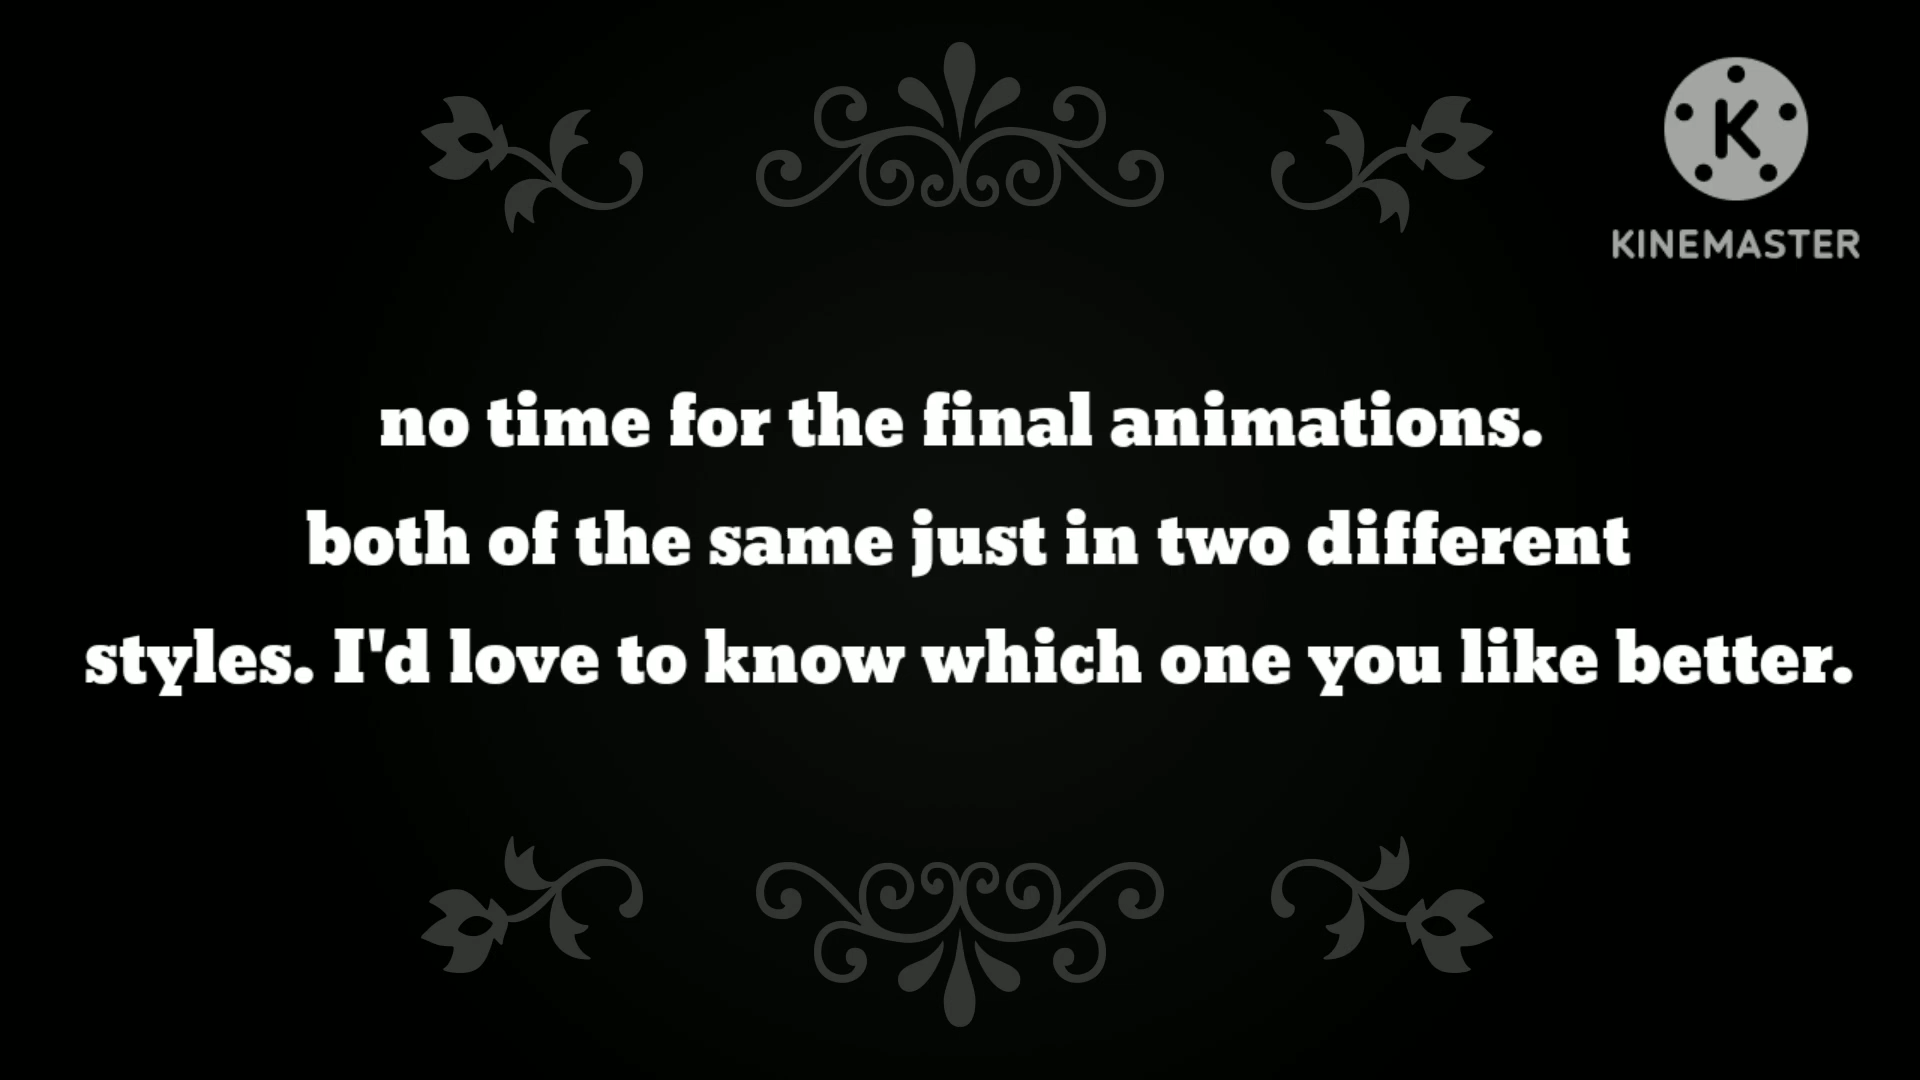 K
KINEMASTER
no time for the final animations.
both of the same just in two different
styles. I'd love to know which one you like better.